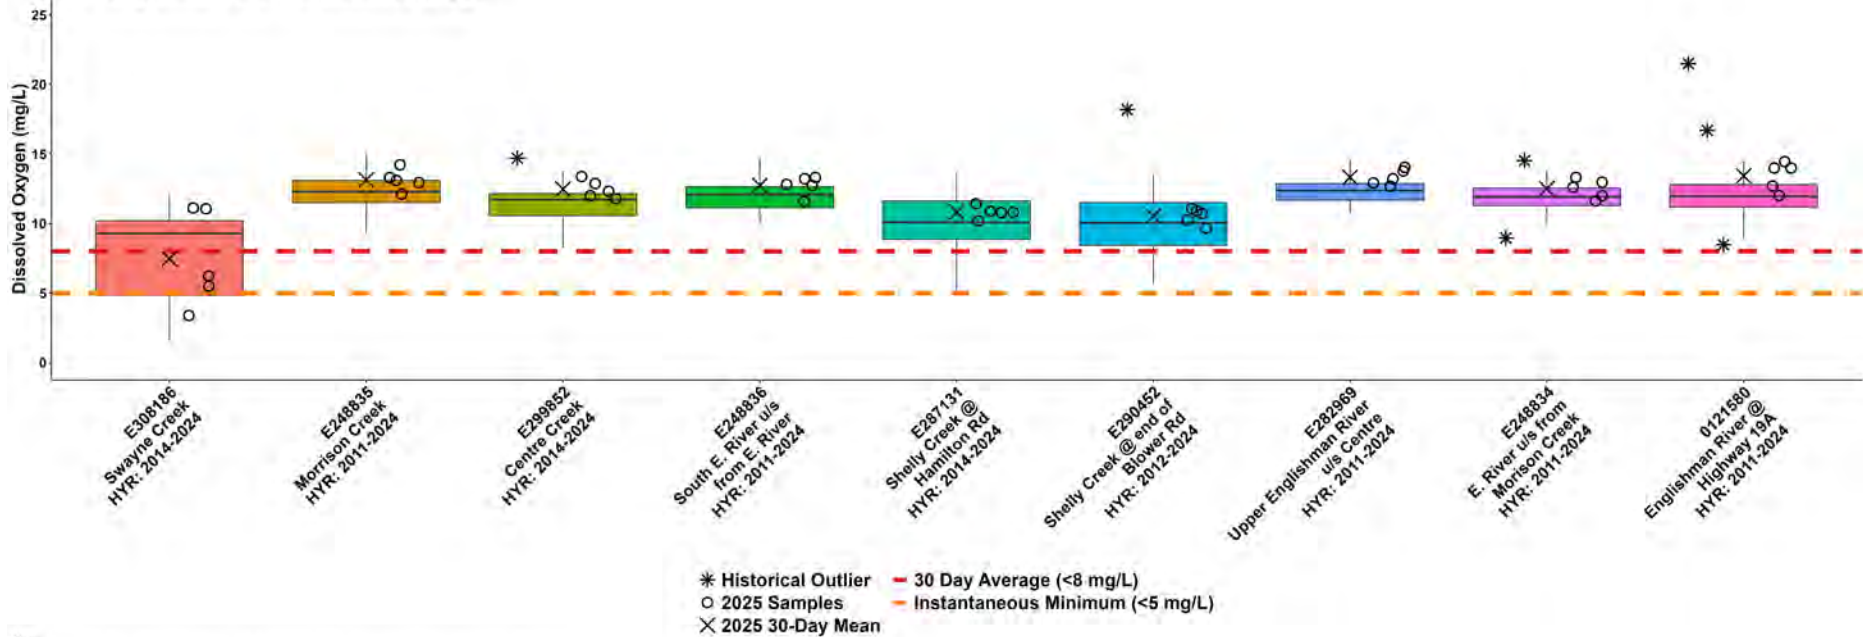 Dissolved Oxygen (mg/L)
25
20
15
10
5
0
E308186
Swayne Creek
HYR: 2014-2024
E248835
Morrison Creek
HYR: 2011-2024
E299852
Centre Creek
HYR: 2014-2024
E248836
South E. River u/s
from E. River
HYR: 2011-2024
E287131
Shelly Creek @
Hamilton Rd
HYR: 2014-2024
E290452
Shelly Creek @ end of
Blower Rd
HYR: 2012-2024
E282969
Upper Englishman River
u/s Centre
HYR: 2011-2024
E248834
E. River u/s from
Morison Creek
HYR: 2011-2024
0121580
Englishman River @
Highway 19A
HYR: 2011-2024
Historical Outlier
2025 Samples
2025 30-Day Mean
30 Day Average (<8 mg/L)
Instantaneous Minimum (<5 mg/L)